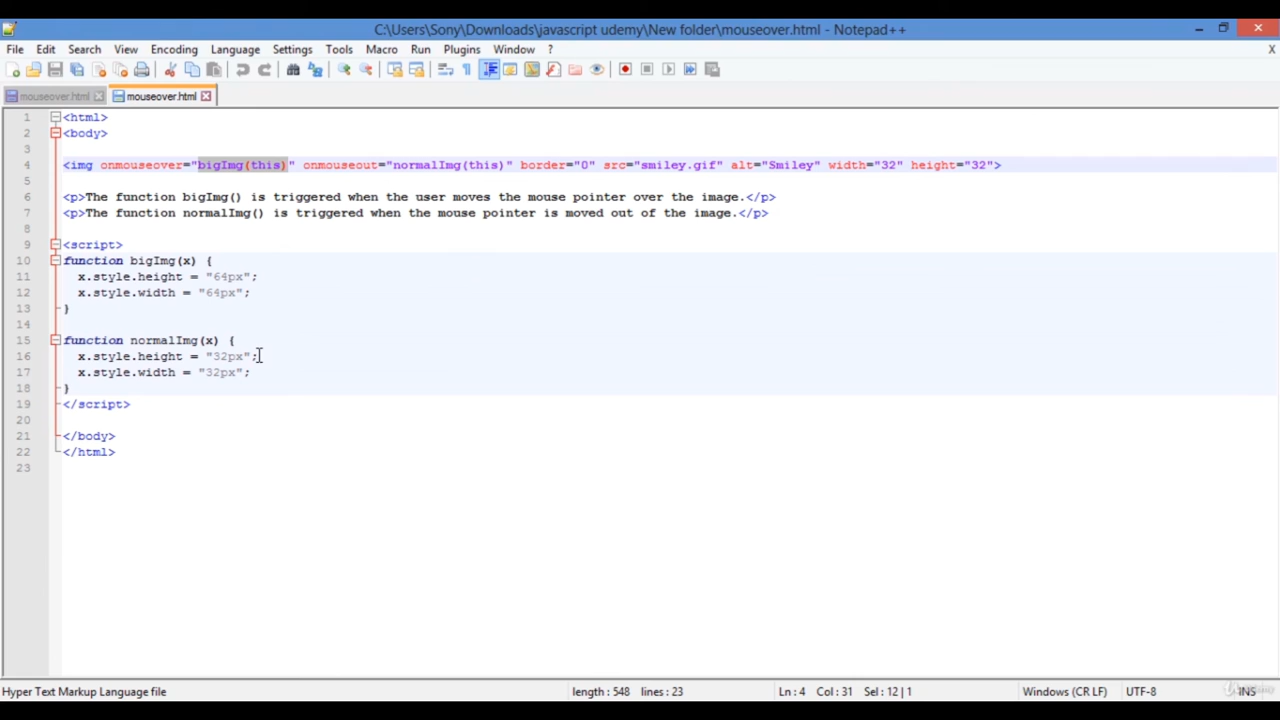 C:\Users\Sony\Downloads\javascript udemy\New folder\mouseover.html - Notepad++
File Edit Search View Encoding Language Settings Tools Macro Run Plugins Window ? X
mouseover.html mouseover.html
1 <html>
2 <body>
3
4 <img onmouseover="bigImg(this)" onmouseout="normalImg(this)" border="0" src="smiley.gif" alt="Smiley" width="32" height="32">
5
6 <p>The function bigImg() is triggered when the user moves the mouse pointer over the image.</p>
7 <p>The function normalImg() is triggered when the mouse pointer is moved out of the image.</p>
8
9 <script>
10 function bigImg(x) {
11 x.style.height = "64px";
12 x.style.width = "64px";
13 }
14
15 function normalImg(x) {
16 x.style.height = "32px";
17 x.style.width = "32px";
18 }
19 </script>
20
21 </body>
22 </html>
23
Hyper Text Markup Language file length : 548 lines : 23 Ln : 4 Col : 31 Sel : 12 | 1 Windows (CR LF) UTF-8 INS